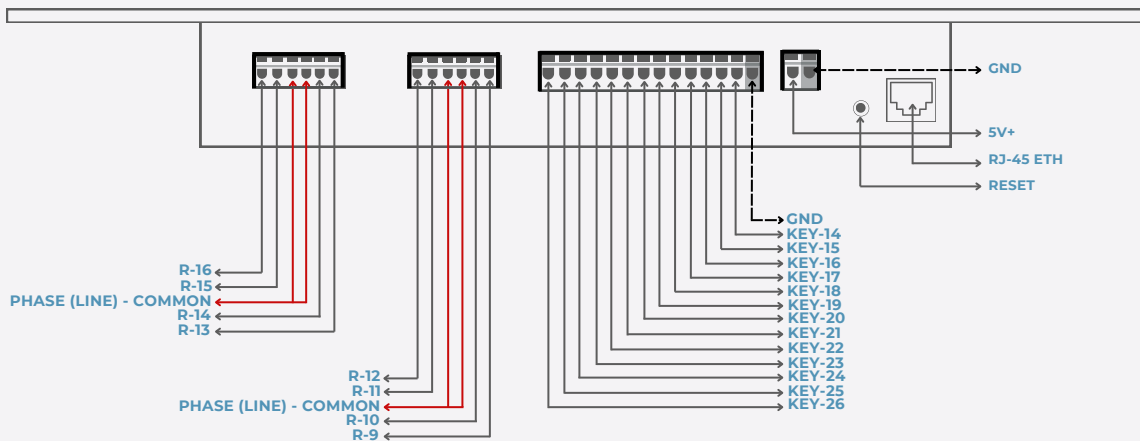 GND
5V+
RJ-45 ETH
RESET
GND
KEY-14
KEY-15
KEY-16
KEY-17
KEY-18
KEY-19
KEY-20
KEY-21
KEY-22
KEY-23
KEY-24
KEY-25
KEY-26
R-16
R-15
PHASE (LINE) - COMMON
R-14
R-13
R-12
R-11
PHASE (LINE) - COMMON
R-10
R-9